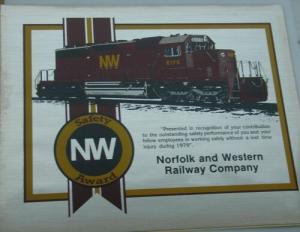 NW
Safety
NW
Award
"Presented in recognition of your contribution
to the outstanding safety performance of you and your
fellow employees in working safely without a lost time
injury during 1979".
Norfolk and Western
Railway Company